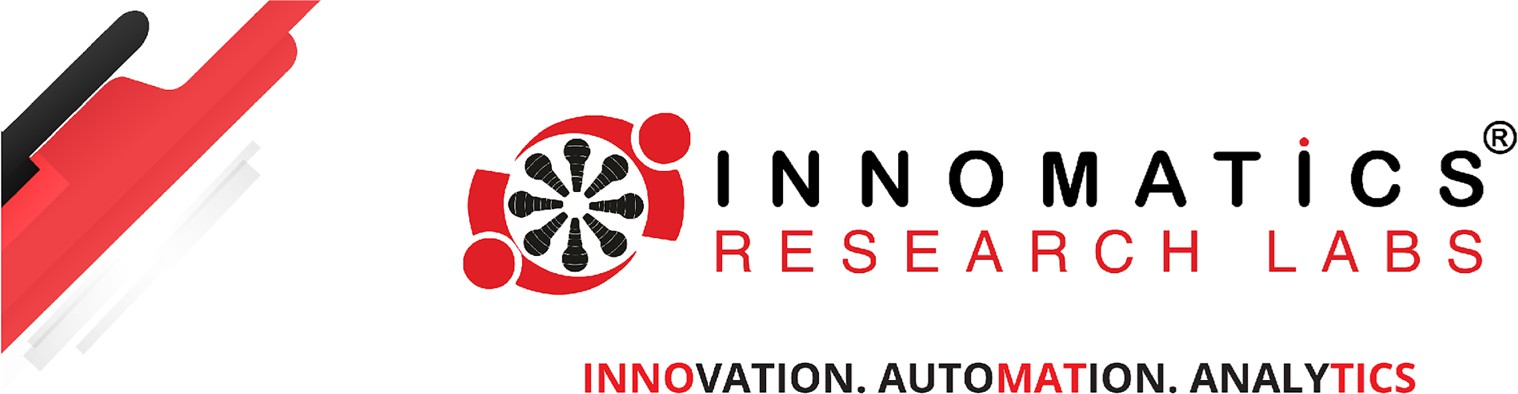 INNOMATiCS®
RESEARCH LABS
INNOVATION. AUTOMATION. ANALYTICS